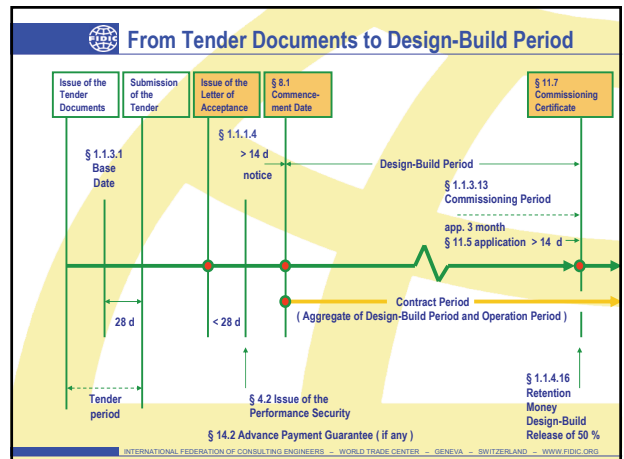 FIDIC
From Tender Documents to Design-Build Period
Issue of the
Tender
Documents
Submission
of the
Tender
Issue of the
Letter of
Acceptance
§ 8.1
Commence-
ment Date
§ 11.7
Commissioning
Certificate
§ 1.1.3.1
Base
Date
§ 1.1.1.4
> 14 d
notice
Design-Build Period
§ 1.1.3.13
Commissioning Period
app. 3 month
§ 11.5 application > 14 d
28 d
< 28 d
Contract Period
( Aggregate of Design-Build Period and Operation Period )
Tender
period
§ 4.2 Issue of the
Performance Security
§ 14.2 Advance Payment Guarantee ( if any )
§ 1.1.4.16
Retention
Money
Design-Build
Release of 50 %
INTERNATIONAL FEDERATION OF CONSULTING ENGINEERS – WORLD TRADE CENTER – GENEVA – SWITZERLAND – WWW.FIDIC.ORG